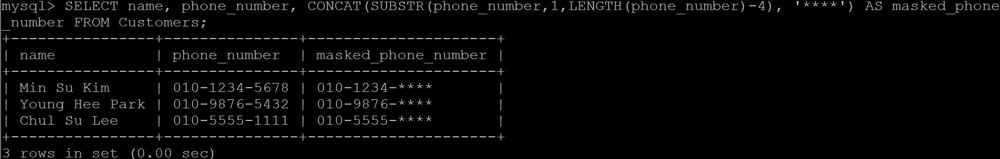 mysql> SELECT name, phone_number, CONCAT(SUBSTR(phone_number,1,LENGTH(phone_number)-4), '****') AS masked_phone
_number FROM Customers;
+----------------+---------------+---------------------+
| name           | phone_number  | masked_phone_number |
+----------------+---------------+---------------------+
| Min Su Kim     | 010-1234-5678 | 010-1234-****       |
| Young Hee Park | 010-9876-5432 | 010-9876-****       |
| Chul Su Lee    | 010-5555-1111 | 010-5555-****       |
+----------------+---------------+---------------------+
3 rows in set (0.00 sec)